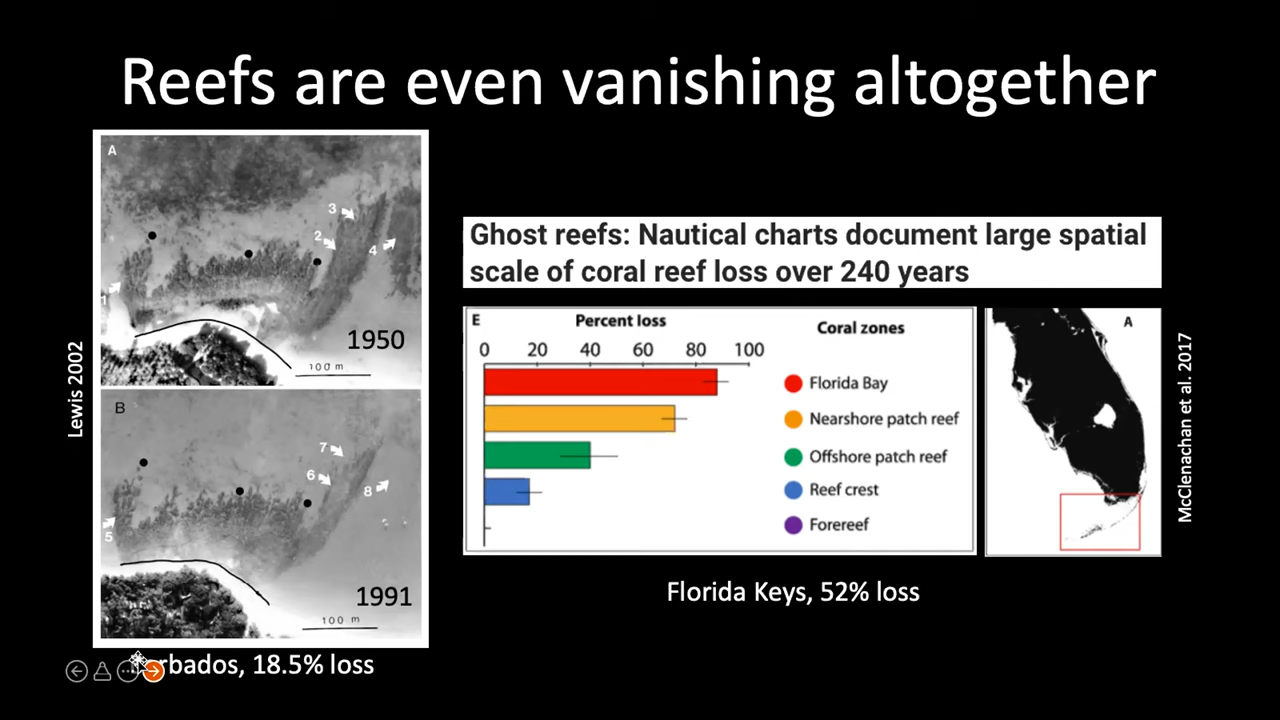 Reefs are even vanishing altogether
A
3
2
4
1
1950
100 m
Lewis 2002
B
7
6
8
5
1991
100 m
rbados, 18.5% loss
Ghost reefs: Nautical charts document large spatial
scale of coral reef loss over 240 years
E
Percent loss
Coral zones
0 20 40 60 80 100
Florida Bay
Nearshore patch reef
Offshore patch reef
Reef crest
Forereef
A
McClenachan et al. 2017
Florida Keys, 52% loss